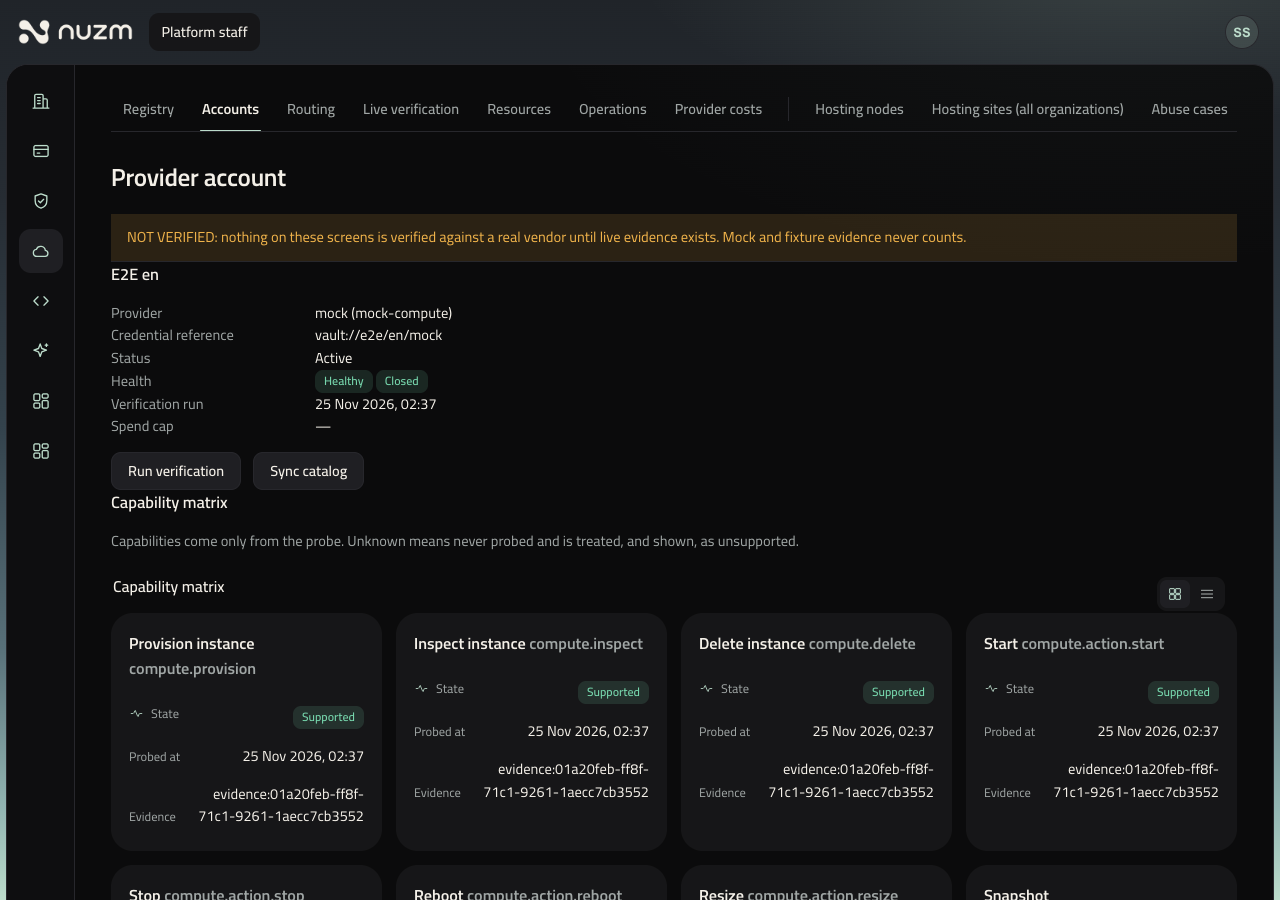 nuzm
Platform staff
SS
Registry
Accounts
Routing
Live verification
Resources
Operations
Provider costs
Hosting nodes
Hosting sites (all organizations)
Abuse cases
Provider account
NOT VERIFIED: nothing on these screens is verified against a real vendor until live evidence exists. Mock and fixture evidence never counts.
E2E en
Provider mock (mock-compute)
Credential reference vault://e2e/en/mock
Status Active
Health Healthy Closed
Verification run 25 Nov 2026, 02:37
Spend cap —
Run verification
Sync catalog
Capability matrix
Capabilities come only from the probe. Unknown means never probed and is treated, and shown, as unsupported.
Capability matrix
Provision instance
compute.provision
State Supported
Probed at 25 Nov 2026, 02:37
evidence:01a20feb-ff8f-
Evidence 71c1-9261-1aecc7cb3552
Inspect instance compute.inspect
State Supported
Probed at 25 Nov 2026, 02:37
evidence:01a20feb-ff8f-
Evidence 71c1-9261-1aecc7cb3552
Delete instance compute.delete
State Supported
Probed at 25 Nov 2026, 02:37
evidence:01a20feb-ff8f-
Evidence 71c1-9261-1aecc7cb3552
Start compute.action.start
State Supported
Probed at 25 Nov 2026, 02:37
evidence:01a20feb-ff8f-
Evidence 71c1-9261-1aecc7cb3552
Stop compute.action.stop
Reboot compute.action.reboot
Resize compute.action.resize
Snapshot